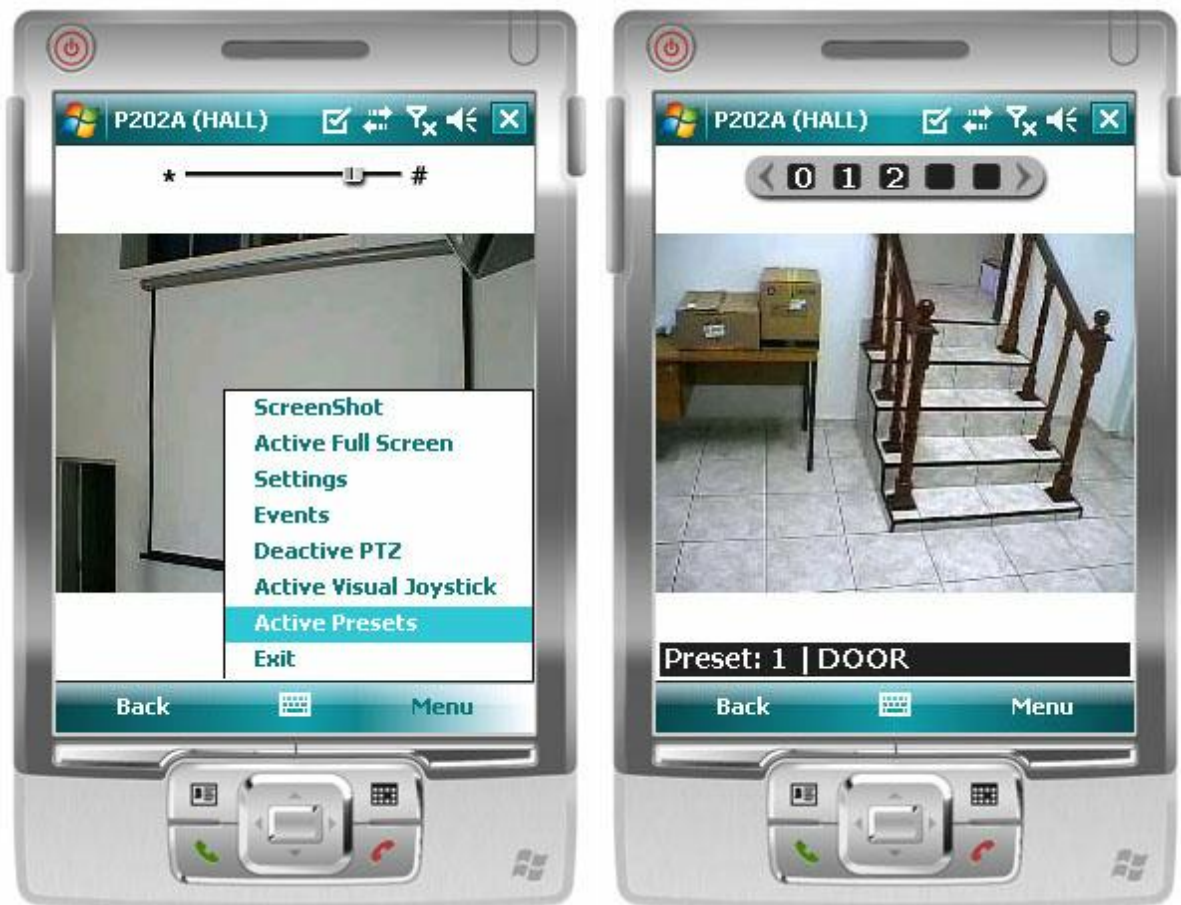 P202A (HALL)
* #
ScreenShot
Active Full Screen
Settings
Events
Deactive PTZ
Active Visual Joystick
Active Presets
Exit
Back Menu
P202A (HALL)
0 1 2
Preset: 1 | DOOR
Back Menu